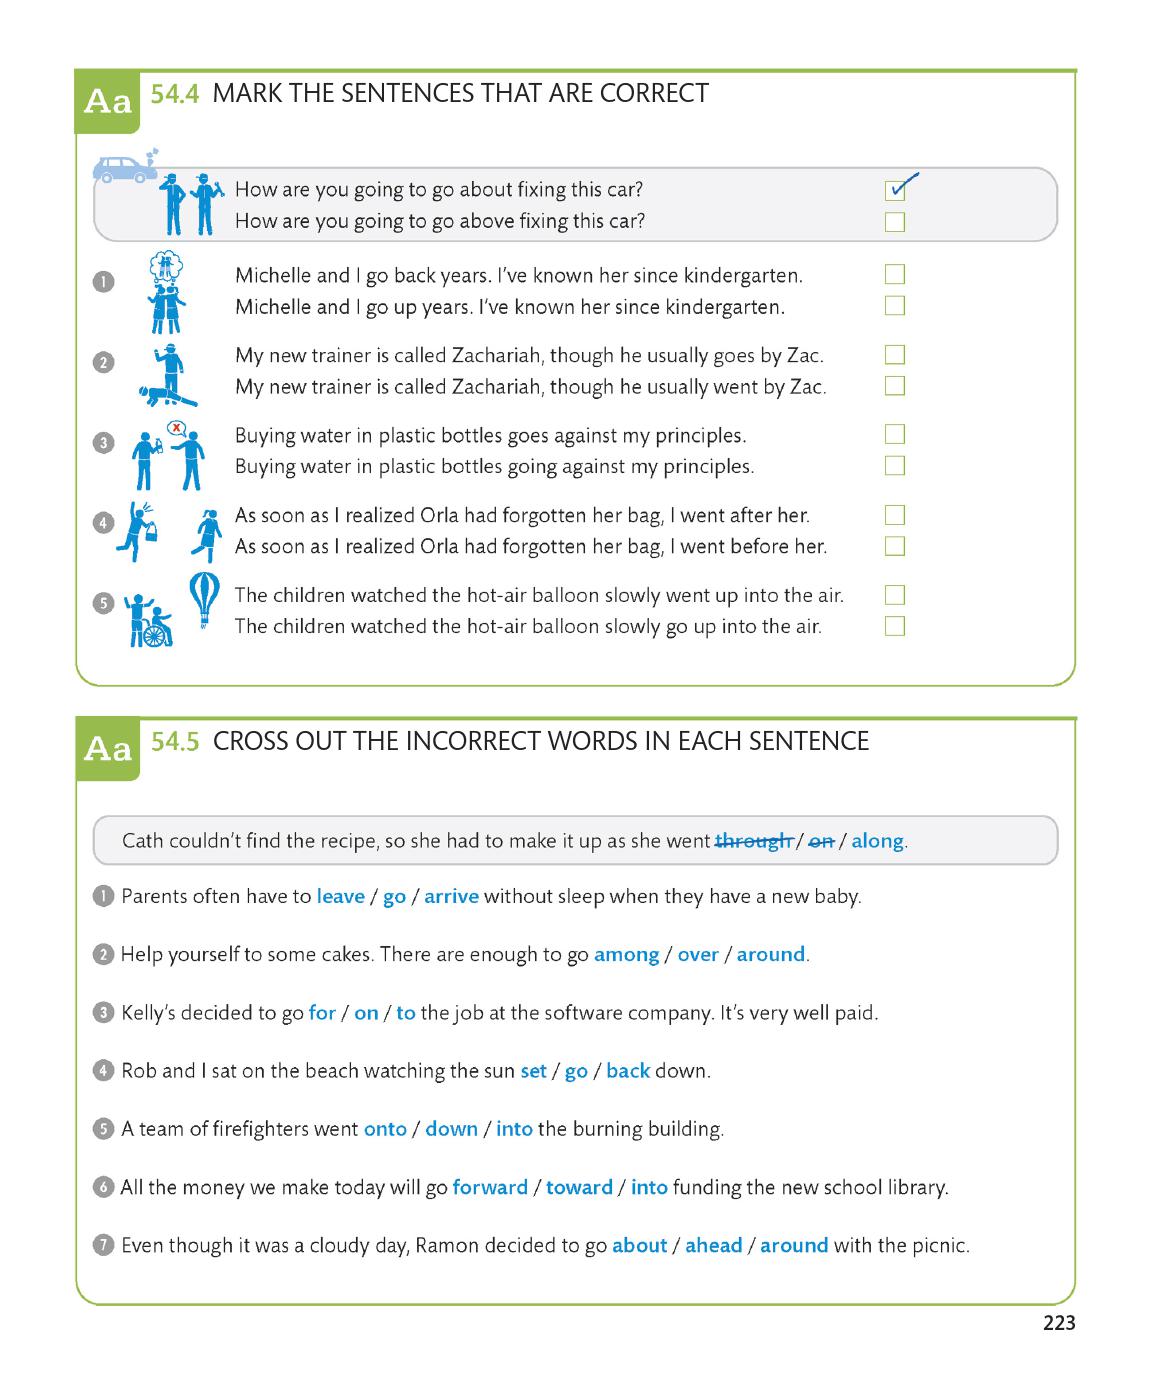 Aa 54.4 MARK THE SENTENCES THAT ARE CORRECT
How are you going to go about fixing this car?
How are you going to go above fixing this car?
1 Michelle and I go back years. I've known her since kindergarten.
Michelle and I go up years. I've known her since kindergarten.
2 My new trainer is called Zachariah, though he usually goes by Zac.
My new trainer is called Zachariah, though he usually went by Zac.
x
3 Buying water in plastic bottles goes against my principles.
Buying water in plastic bottles going against my principles.
4 As soon as I realized Orla had forgotten her bag, I went after her.
As soon as I realized Orla had forgotten her bag, I went before her.
5 The children watched the hot-air balloon slowly went up into the air.
The children watched the hot-air balloon slowly go up into the air.
Aa 54.5 CROSS OUT THE INCORRECT WORDS IN EACH SENTENCE
Cath couldn't find the recipe, so she had to make it up as she went through / on / along.
1 Parents often have to leave / go / arrive without sleep when they have a new baby.
2 Help yourself to some cakes. There are enough to go among / over / around.
3 Kelly's decided to go for / on / to the job at the software company. It's very well paid.
4 Rob and I sat on the beach watching the sun set / go / back down.
5 A team of firefighters went onto / down / into the burning building.
6 All the money we make today will go forward / toward / into funding the new school library.
7 Even though it was a cloudy day, Ramon decided to go about / ahead / around with the picnic.
223